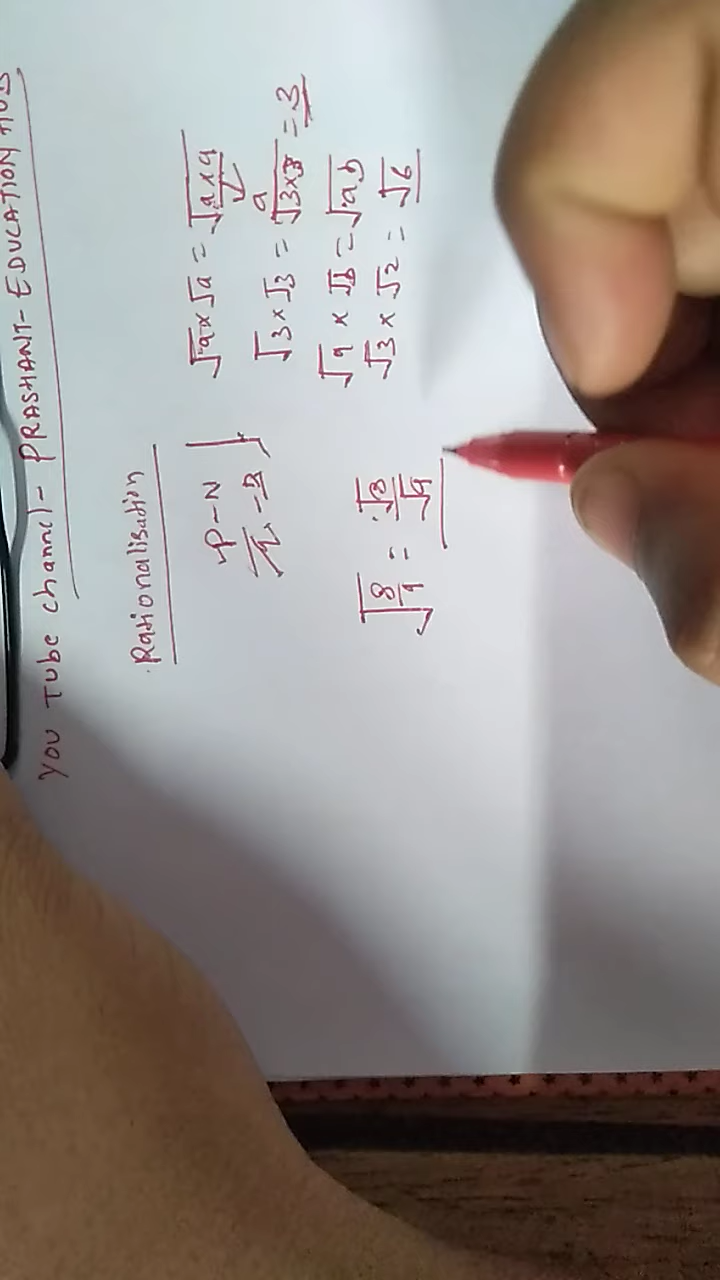 YOU TUBE channel- PRASHANT- EDUCATION HUB
Rationalisation
P - N
q - D
√a × √a = √a×a
a
√3 × √3 = √3×3 = 3
√a × √b = √ab
√3 × √2 = √6
√8/9 = √8/√9